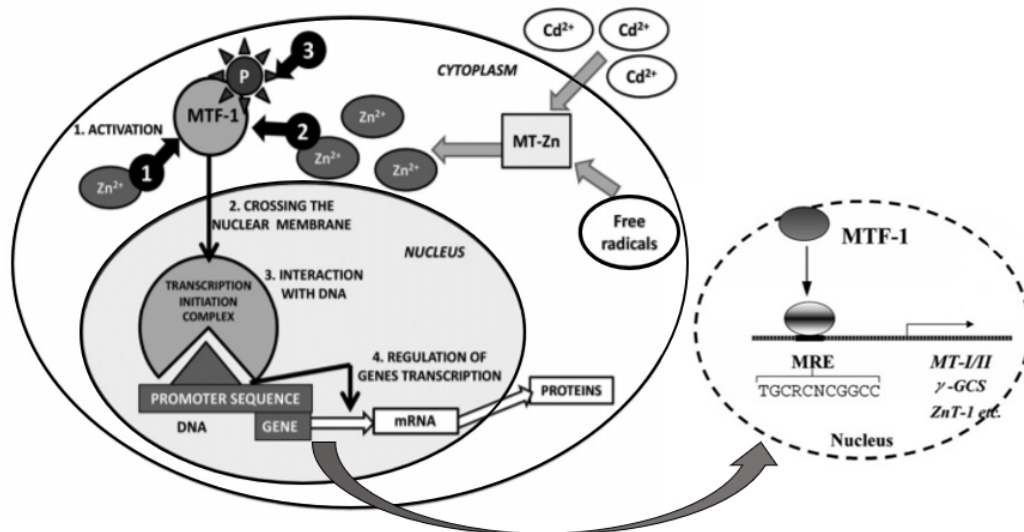 3
P
MTF-1
1. ACTIVATION
2
1
Zn²⁺
Zn²⁺
Zn²⁺
Zn²⁺
CYTOPLASM
Cd²⁺
Cd²⁺
Cd²⁺
MT-Zn
Free
radicals
2. CROSSING THE
NUCLEAR MEMBRANE
NUCLEUS
3. INTERACTION
WITH DNA
TRANSCRIPTION
INITIATION
COMPLEX
4. REGULATION OF
GENES TRANSCRIPTION
PROMOTER SEQUENCE
DNA
GENE
mRNA
PROTEINS
MTF-1
MRE
TGCRCNCGGCC
MT-I/II
γ-GCS
ZnT-1 etc.
Nucleus